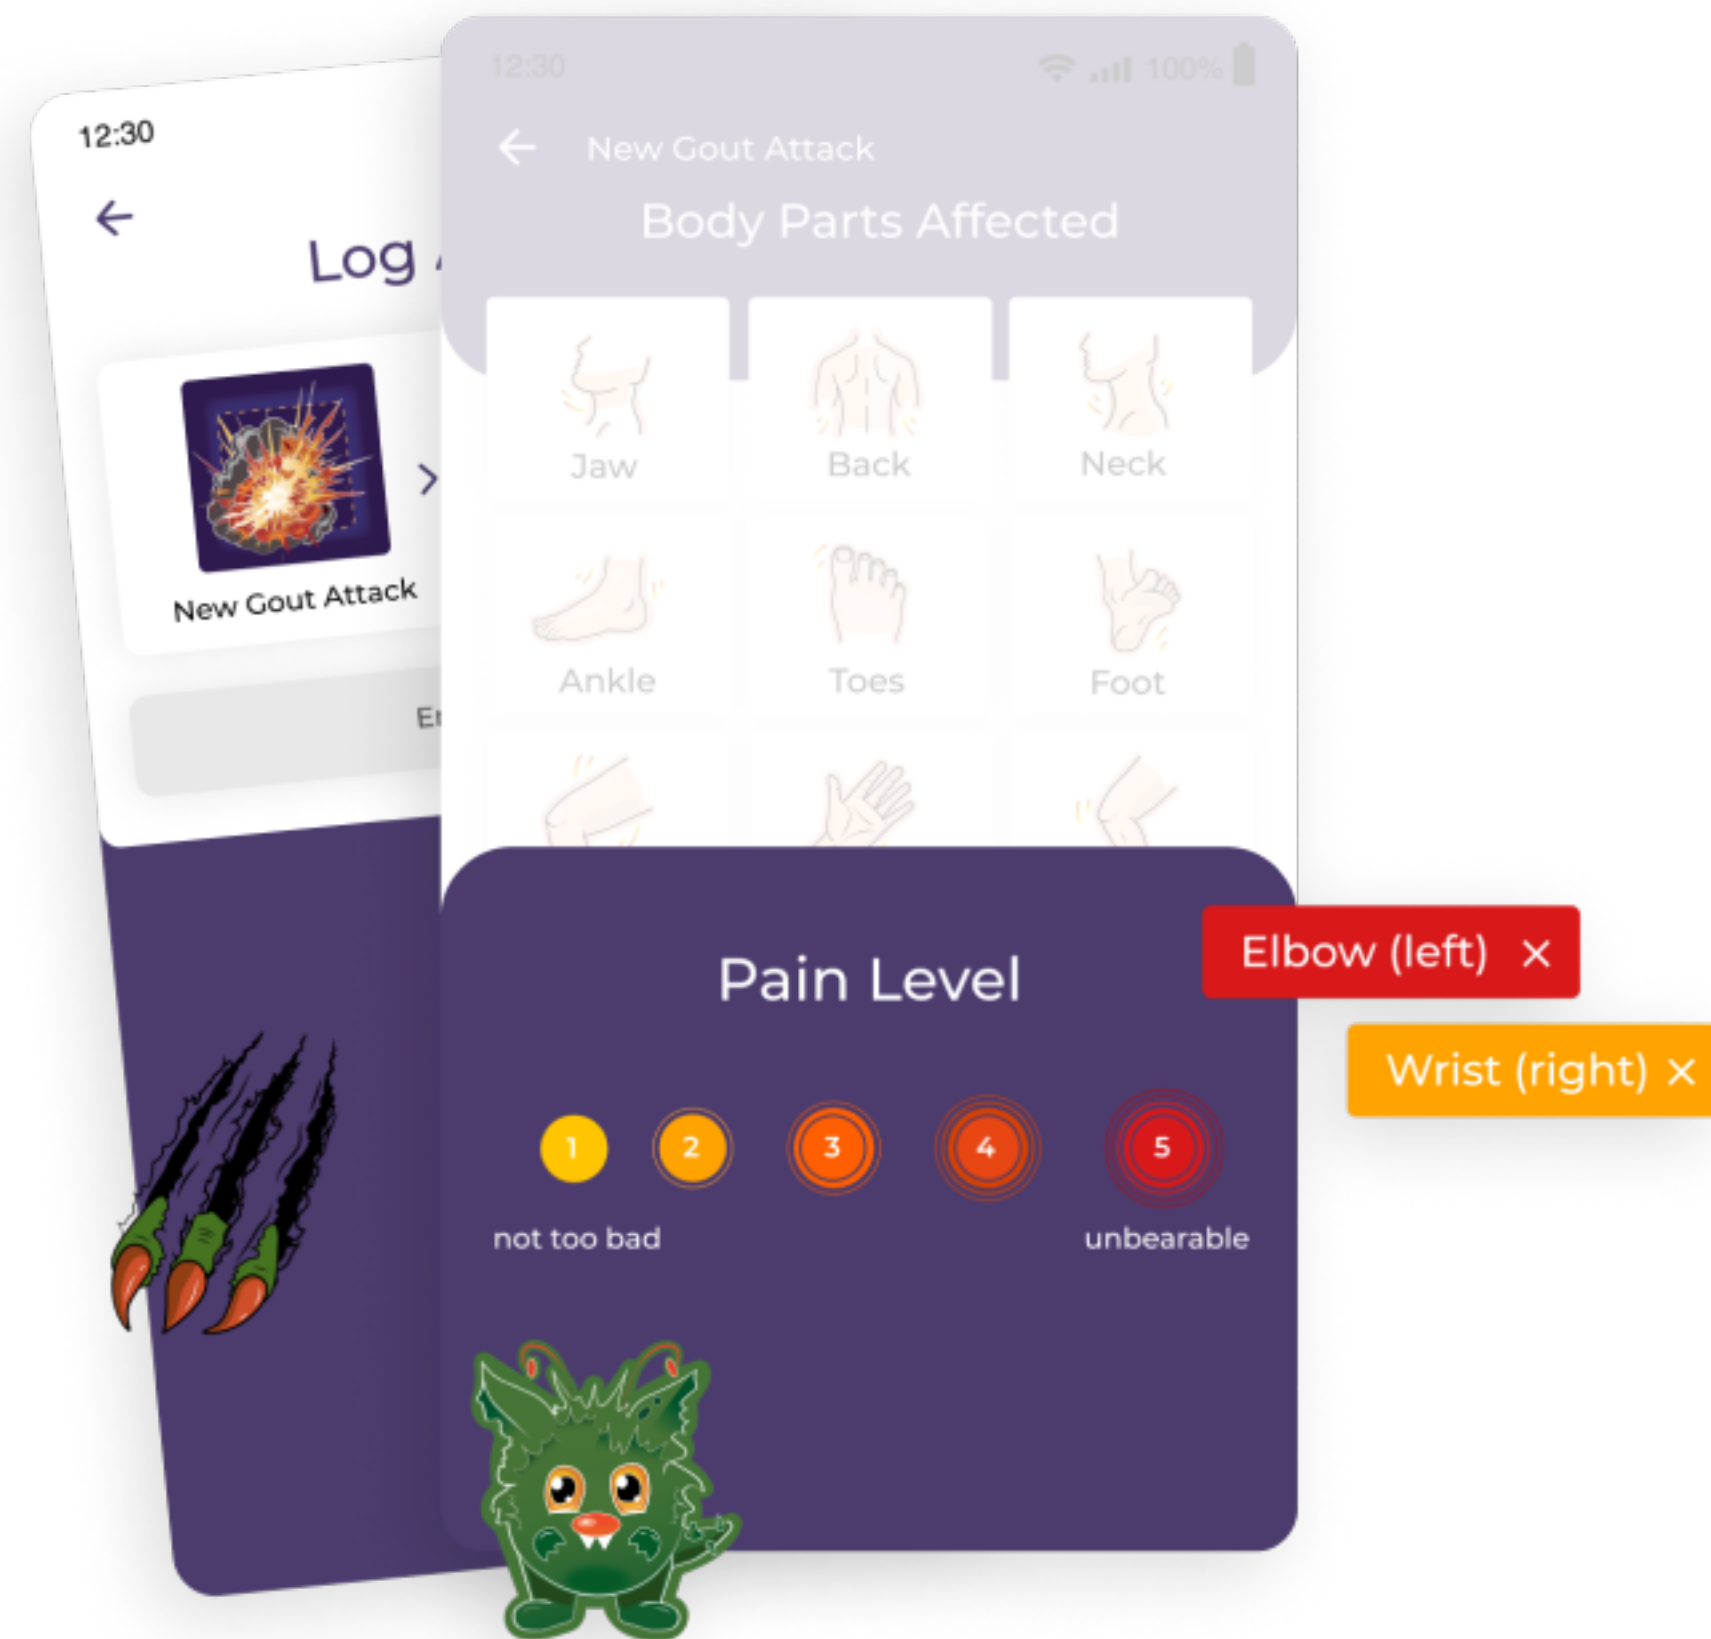 12:30
Log
New Gout Attack
12:30
100%
New Gout Attack
Body Parts Affected
Jaw
Back
Neck
Ankle
Toes
Foot
Pain Level
1
2
3
4
5
not too bad
unbearable
Elbow (left) ×
Wrist (right) ×